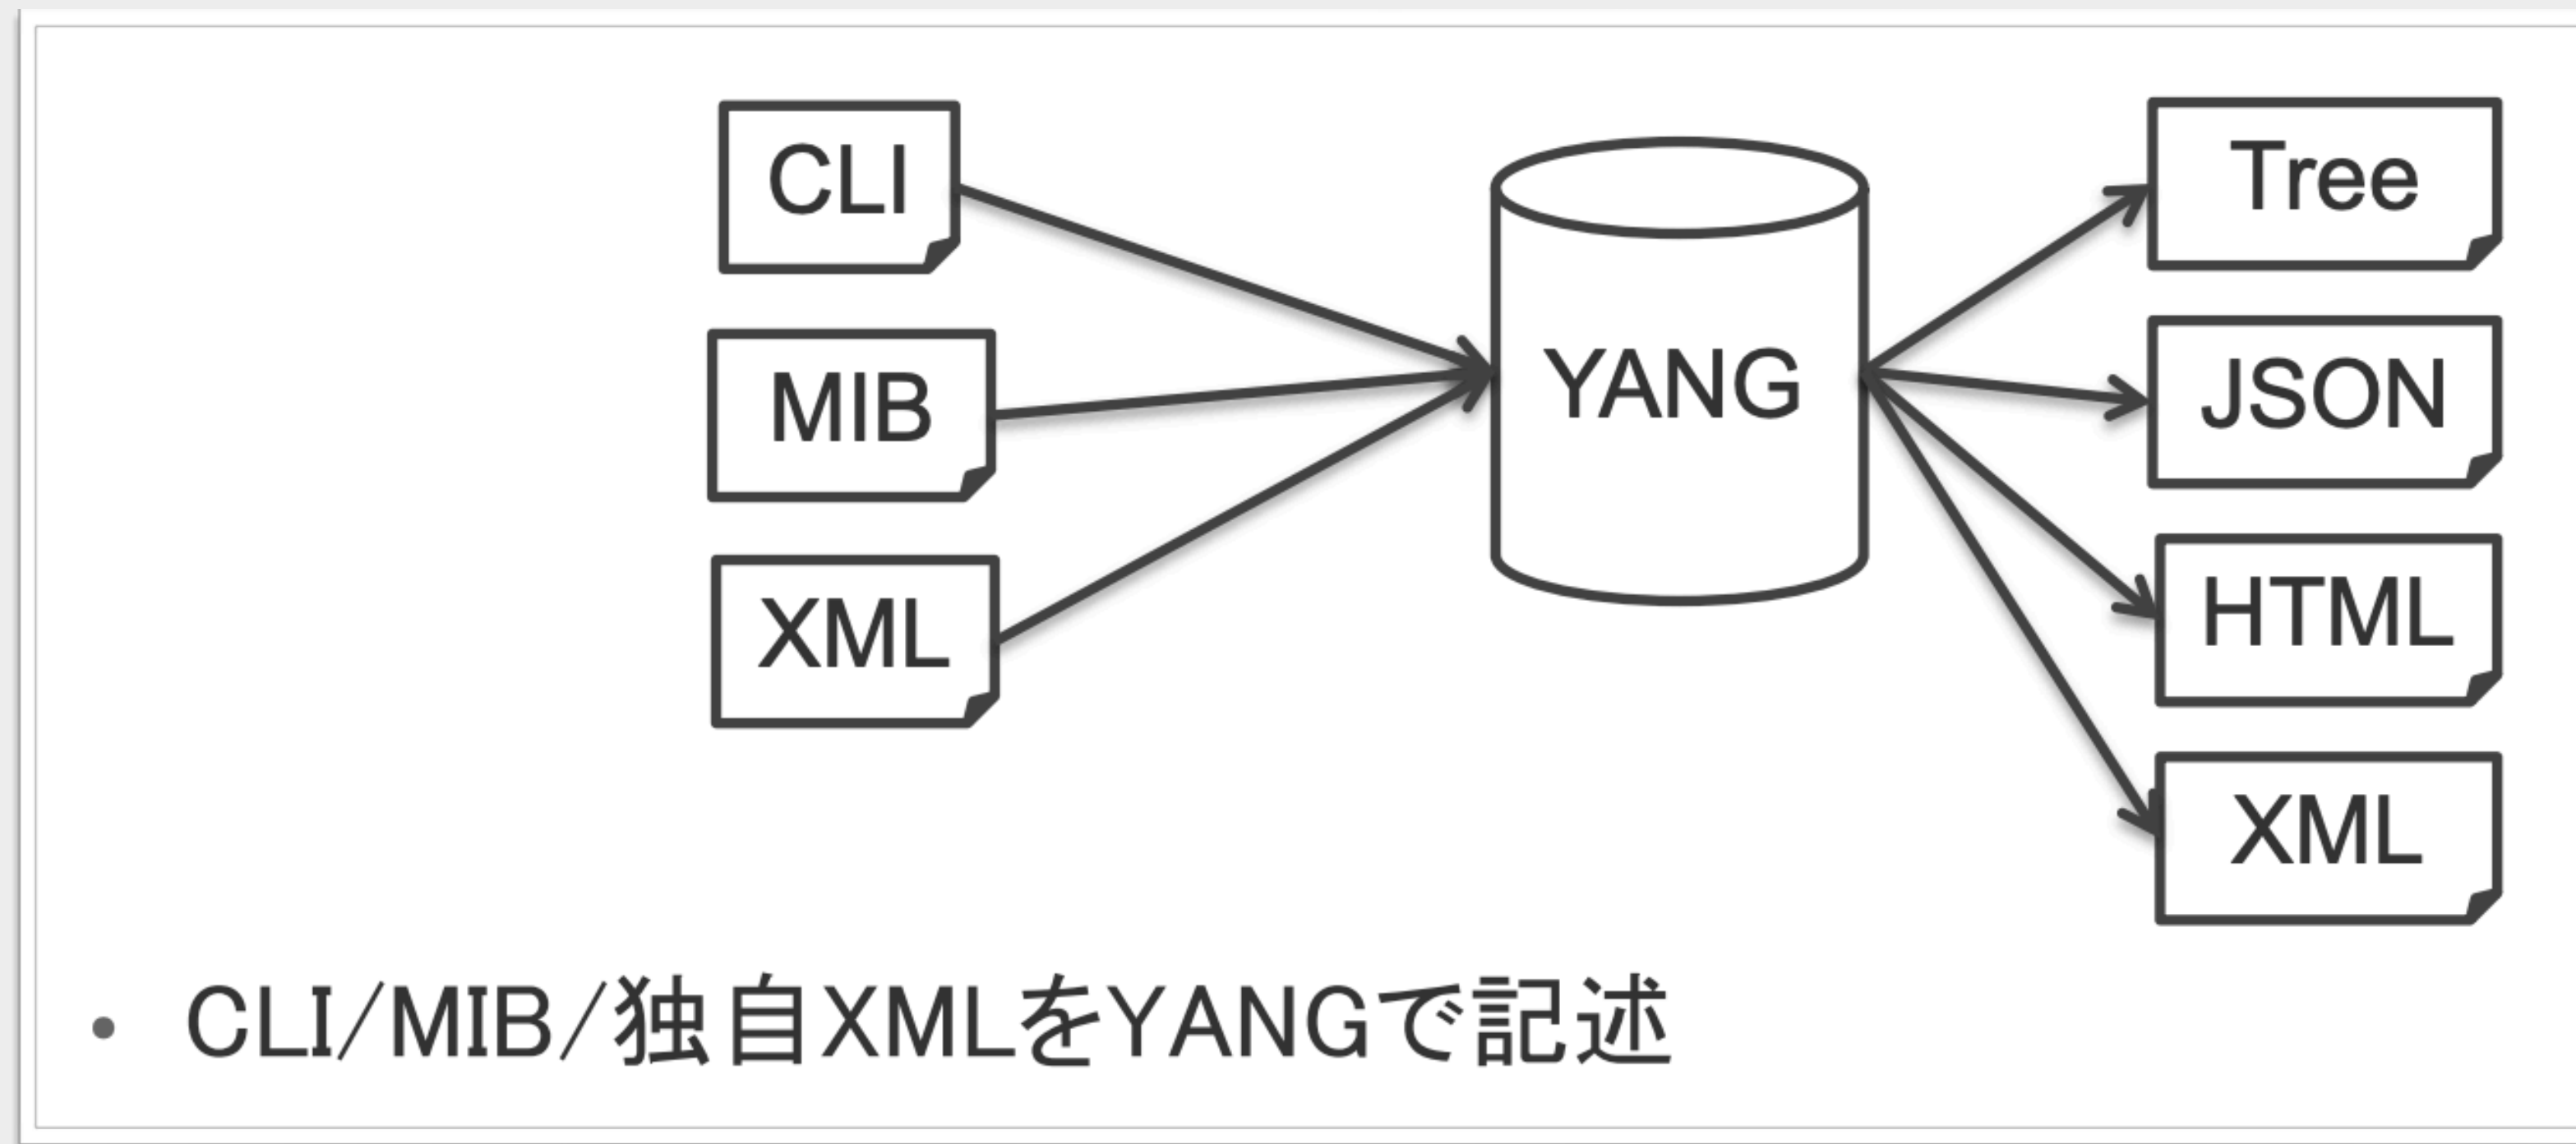 CLI
MIB
XML
YANG
Tree
JSON
HTML
XML
• CLI/MIB/独自XMLをYANGで記述